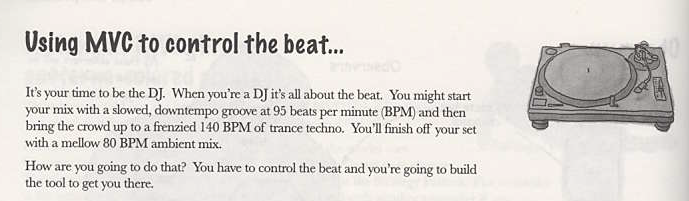 Using MVC to control the beat...
It's your time to be the DJ. When you're a DJ it's all about the beat. You might start
your mix with a slowed, downtempo groove at 95 beats per minute (BPM) and then
bring the crowd up to a frenzied 140 BPM of trance techno. You'll finish off your set
with a mellow 80 BPM ambient mix.
How are you going to do that? You have to control the beat and you're going to build
the tool to get you there.